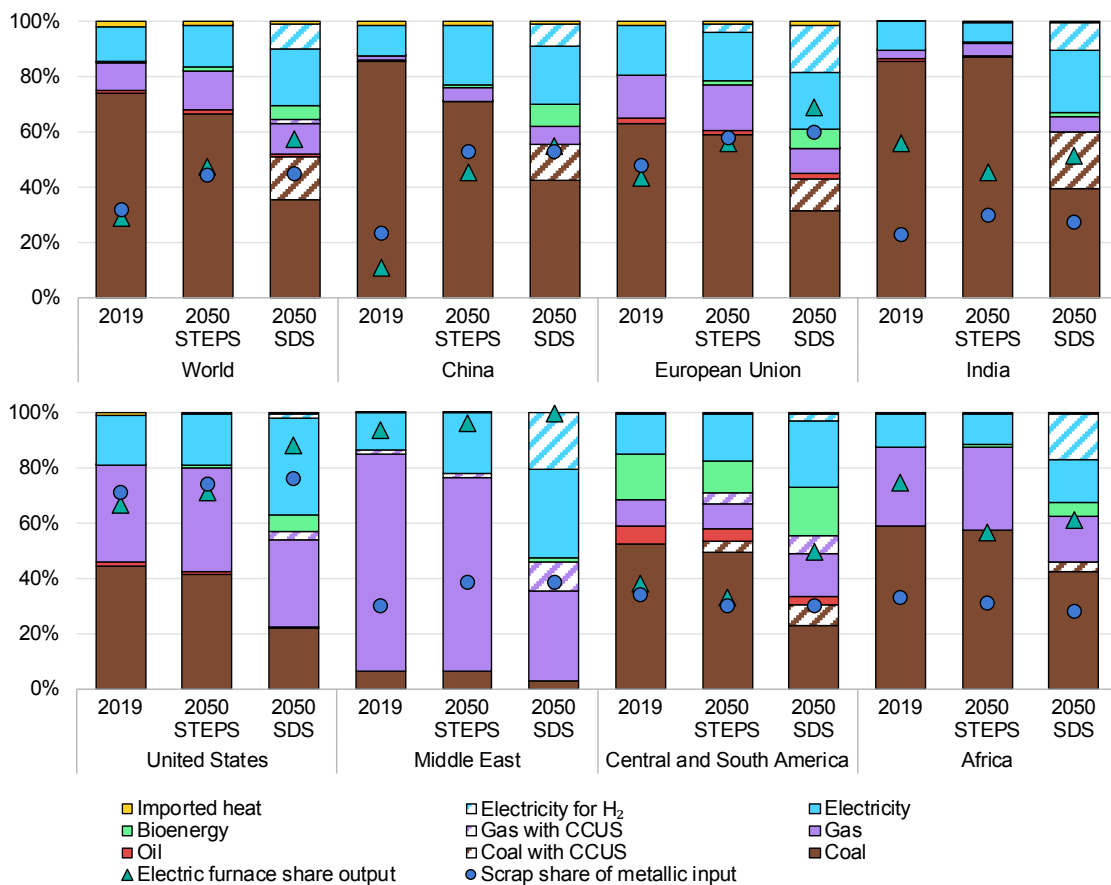 100%
80%
60%
40%
20%
0%
2019 2050 STEPS 2050 SDS 2019 2050 STEPS 2050 SDS 2019 2050 STEPS 2050 SDS 2019 2050 STEPS 2050 SDS
World China European Union India
100%
80%
60%
40%
20%
0%
2019 2050 STEPS 2050 SDS 2019 2050 STEPS 2050 SDS 2019 2050 STEPS 2050 SDS 2019 2050 STEPS 2050 SDS
United States Middle East Central and South America Africa
Imported heat Electricity for H₂ Electricity
Bioenergy Gas with CCUS Gas
Oil Coal with CCUS Coal
Electric furnace share output Scrap share of metallic input